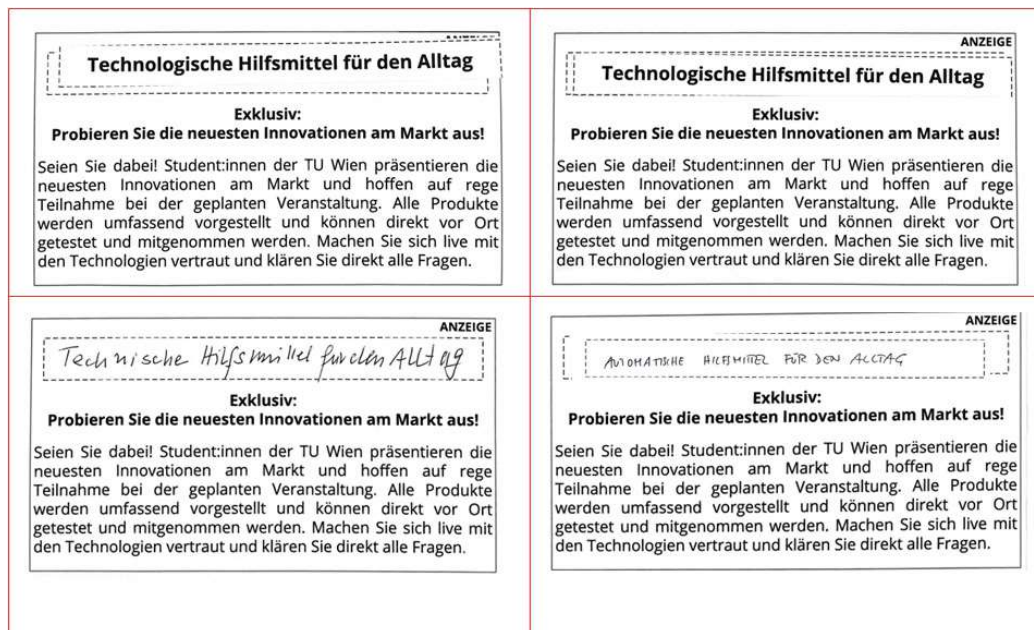 Technologische Hilfsmittel für den Alltag
Exklusiv:
Probieren Sie die neuesten Innovationen am Markt aus!
Seien Sie dabei! Student:innen der TU Wien präsentieren die
neuesten Innovationen am Markt und hoffen auf rege
Teilnahme bei der geplanten Veranstaltung. Alle Produkte
werden umfassend vorgestellt und können direkt vor Ort
getestet und mitgenommen werden. Machen Sie sich live mit
den Technologien vertraut und klären Sie direkt alle Fragen.
ANZEIGE
Technologische Hilfsmittel für den Alltag
Exklusiv:
Probieren Sie die neuesten Innovationen am Markt aus!
Seien Sie dabei! Student:innen der TU Wien präsentieren die
neuesten Innovationen am Markt und hoffen auf rege
Teilnahme bei der geplanten Veranstaltung. Alle Produkte
werden umfassend vorgestellt und können direkt vor Ort
getestet und mitgenommen werden. Machen Sie sich live mit
den Technologien vertraut und klären Sie direkt alle Fragen.
ANZEIGE
Technische Hilfsmittel für den Alltag
Exklusiv:
Probieren Sie die neuesten Innovationen am Markt aus!
Seien Sie dabei! Student:innen der TU Wien präsentieren die
neuesten Innovationen am Markt und hoffen auf rege
Teilnahme bei der geplanten Veranstaltung. Alle Produkte
werden umfassend vorgestellt und können direkt vor Ort
getestet und mitgenommen werden. Machen Sie sich live mit
den Technologien vertraut und klären Sie direkt alle Fragen.
ANZEIGE
AUTOMATISCHE HILFSMITTEL FÜR DEN ALLTAG
Exklusiv:
Probieren Sie die neuesten Innovationen am Markt aus!
Seien Sie dabei! Student:innen der TU Wien präsentieren die
neuesten Innovationen am Markt und hoffen auf rege
Teilnahme bei der geplanten Veranstaltung. Alle Produkte
werden umfassend vorgestellt und können direkt vor Ort
getestet und mitgenommen werden. Machen Sie sich live mit
den Technologien vertraut und klären Sie direkt alle Fragen.